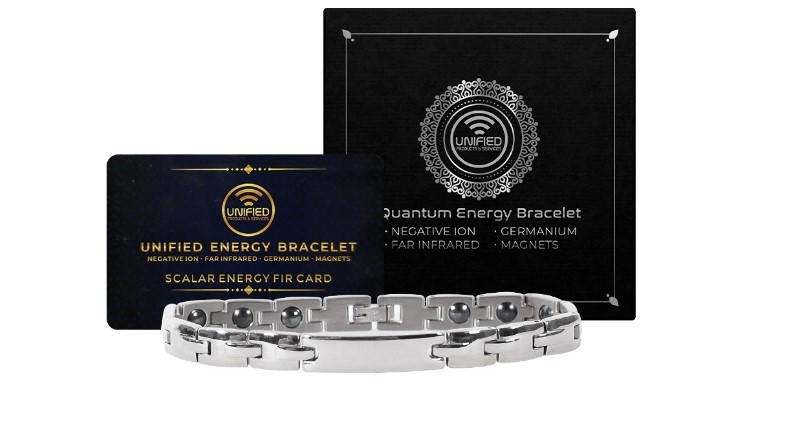 UNIFIED
PRODUCTS & SERVICES
Quantum Energy Bracelet
· NEGATIVE ION · GERMANIUM
· FAR INFRARED · MAGNETS
UNIFIED
PRODUCTS & SERVICES
UNIFIED ENERGY BRACELET
NEGATIVE ION · FAR INFRARED · GERMANIUM · MAGNETS
SCALAR ENERGY FIR CARD